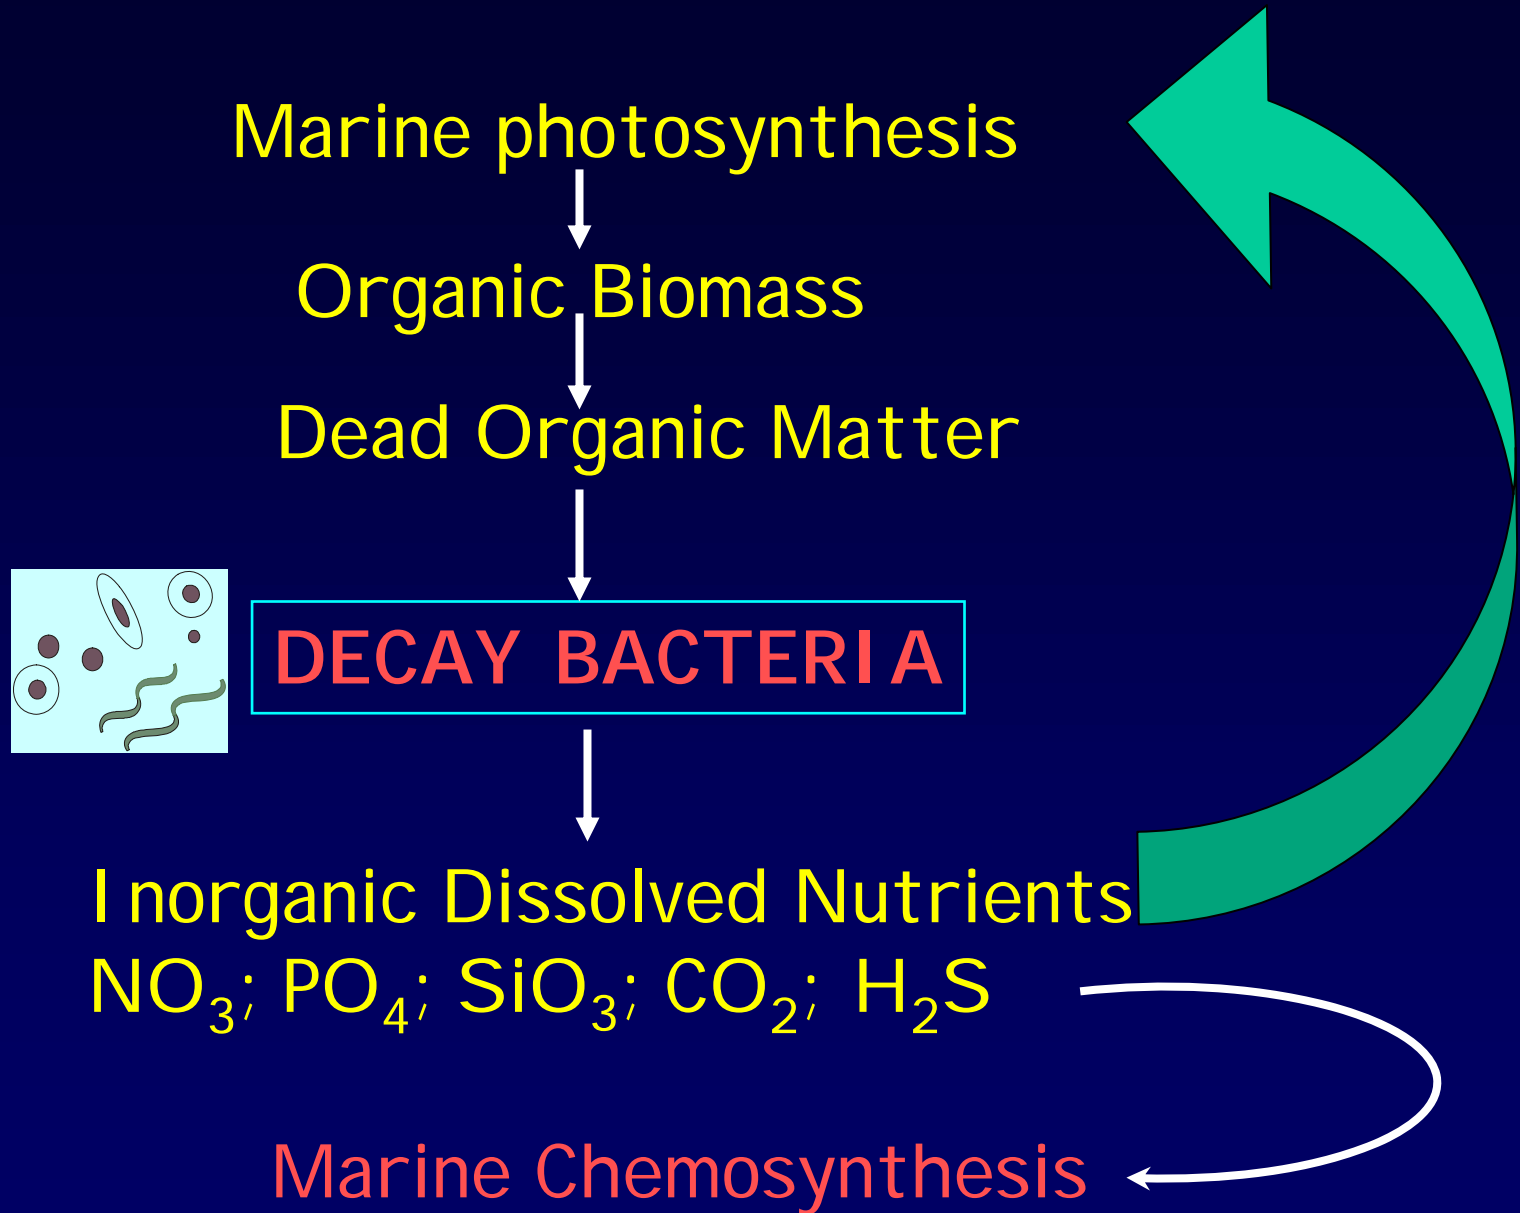 Marine photosynthesis
Organic Biomass
Dead Organic Matter
DECAY BACTERIA
Inorganic Dissolved Nutrients
NO₃; PO₄; SiO₃; CO₂; H₂S
Marine Chemosynthesis